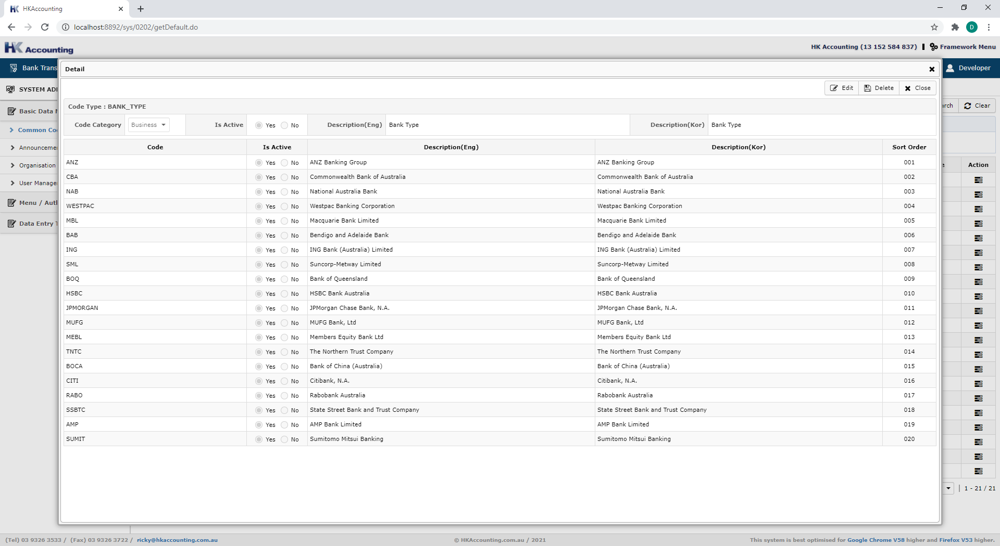 HKAccounting
localhost:8892/sys/0202/getDefault.do
D
HK Accounting
HK Accounting (13 152 584 837) Framework Menu
Bank Trans
Developer
Detail
SYSTEM ADI
Edit Delete Close
Basic Data
Code Type : BANK_TYPE
rch Clear
Code Category Business Is Active Yes No Description(Eng) Bank Type Description(Kor) Bank Type
Common Co
Announceme
Organisation
User Manage
Menu / Aut
Data Entry
Code Is Active Description(Eng) Description(Kor) Sort Order
e Action
ANZ Yes No ANZ Banking Group ANZ Banking Group 001
CBA Yes No Commonwealth Bank of Australia Commonwealth Bank of Australia 002
NAB Yes No National Australia Bank National Australia Bank 003
WESTPAC Yes No Westpac Banking Corporation Westpac Banking Corporation 004
MBL Yes No Macquarie Bank Limited Macquarie Bank Limited 005
BAB Yes No Bendigo and Adelaide Bank Bendigo and Adelaide Bank 006
ING Yes No ING Bank (Australia) Limited ING Bank (Australia) Limited 007
SML Yes No Suncorp-Metway Limited Suncorp-Metway Limited 008
BOQ Yes No Bank of Queensland Bank of Queensland 009
HSBC Yes No HSBC Bank Australia HSBC Bank Australia 010
JPMORGAN Yes No JPMorgan Chase Bank, N.A. JPMorgan Chase Bank, N.A. 011
MUFG Yes No MUFG Bank, Ltd MUFG Bank, Ltd 012
MEBL Yes No Members Equity Bank Ltd Members Equity Bank Ltd 013
TNTC Yes No The Northern Trust Company The Northern Trust Company 014
BOCA Yes No Bank of China (Australia) Bank of China (Australia) 015
CITI Yes No Citibank, N.A. Citibank, N.A. 016
RABO Yes No Rabobank Australia Rabobank Australia 017
SSBTC Yes No State Street Bank and Trust Company State Street Bank and Trust Company 018
AMP Yes No AMP Bank Limited AMP Bank Limited 019
SUMIT Yes No Sumitomo Mitsui Banking Sumitomo Mitsui Banking 020
1 - 21 / 21
(Tel) 03 9326 3533 / (Fax) 03 9326 3722 / ricky@hkaccounting.com.au © HKAccounting.com.au / 2021 This system is best optimised for Google Chrome V58 higher and Firefox V53 higher.